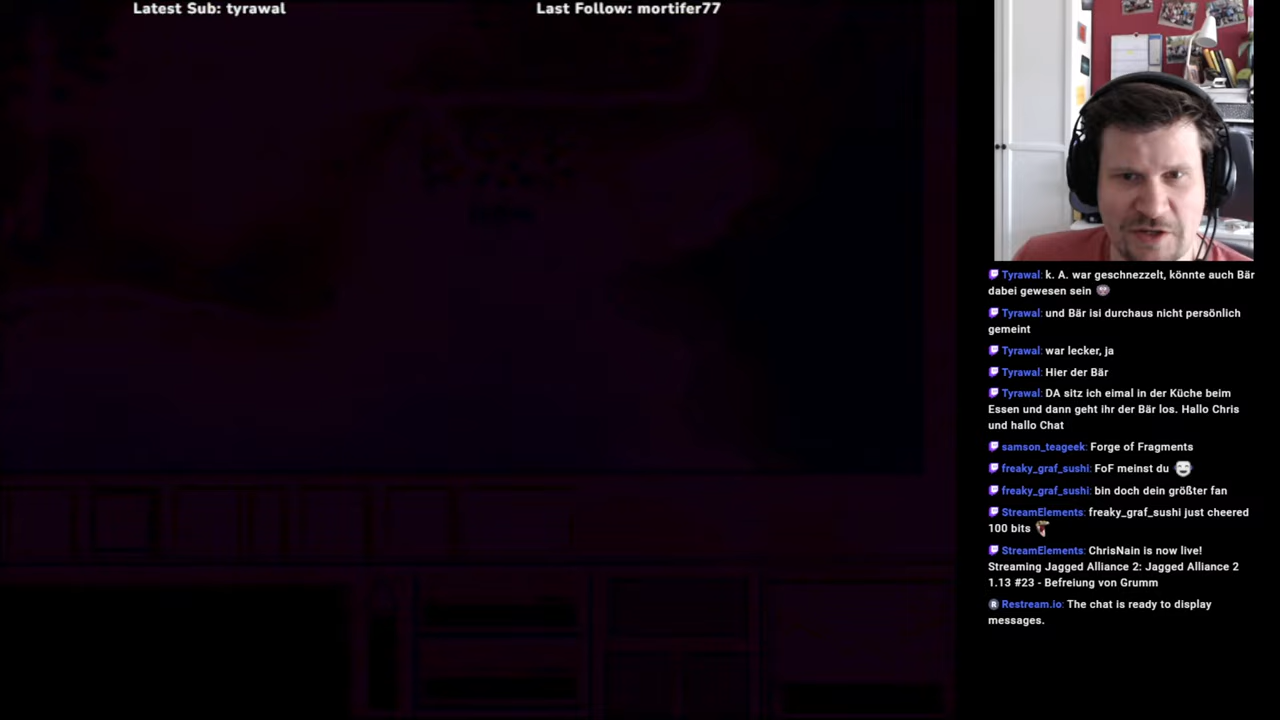 Latest Sub: tyrawal
Last Follow: mortifer77
Tyrawal: k. A. war geschnezzelt, könnte auch Bär
dabei gewesen sein
Tyrawal: und Bär isi durchaus nicht persönlich
gemeint
Tyrawal: war lecker, ja
Tyrawal: Hier der Bär
Tyrawal: DA sitz ich eimal in der Küche beim
Essen und dann geht ihr der Bär los. Hallo Chris
und hallo Chat
samson_teageek: Forge of Fragments
freaky_graf_sushi: FoF meinst du
freaky_graf_sushi: bin doch dein größter fan
StreamElements: freaky_graf_sushi just cheered
100 bits
StreamElements: ChrisNain is now live!
Streaming Jagged Alliance 2: Jagged Alliance 2
1.13 #23 - Befreiung von Grumm
Restream.io: The chat is ready to display
messages.